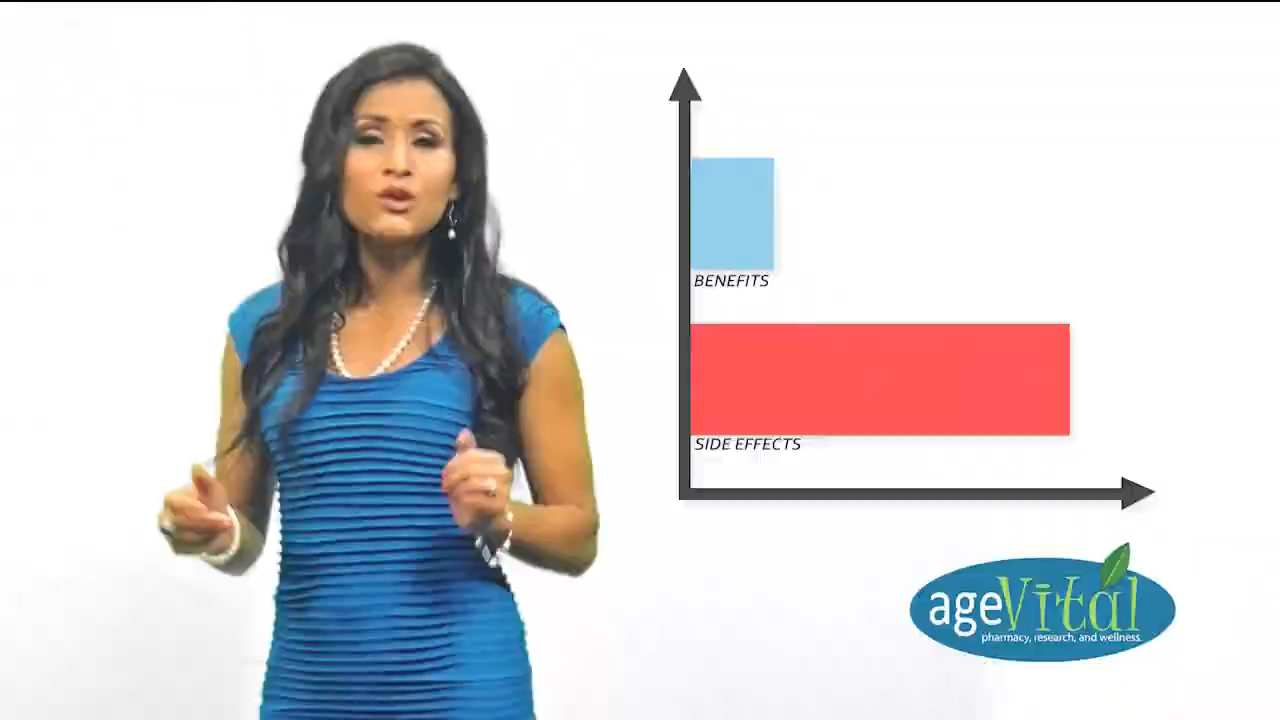 BENEFITS
SIDE EFFECTS
ageVital
pharmacy, research, and wellness.